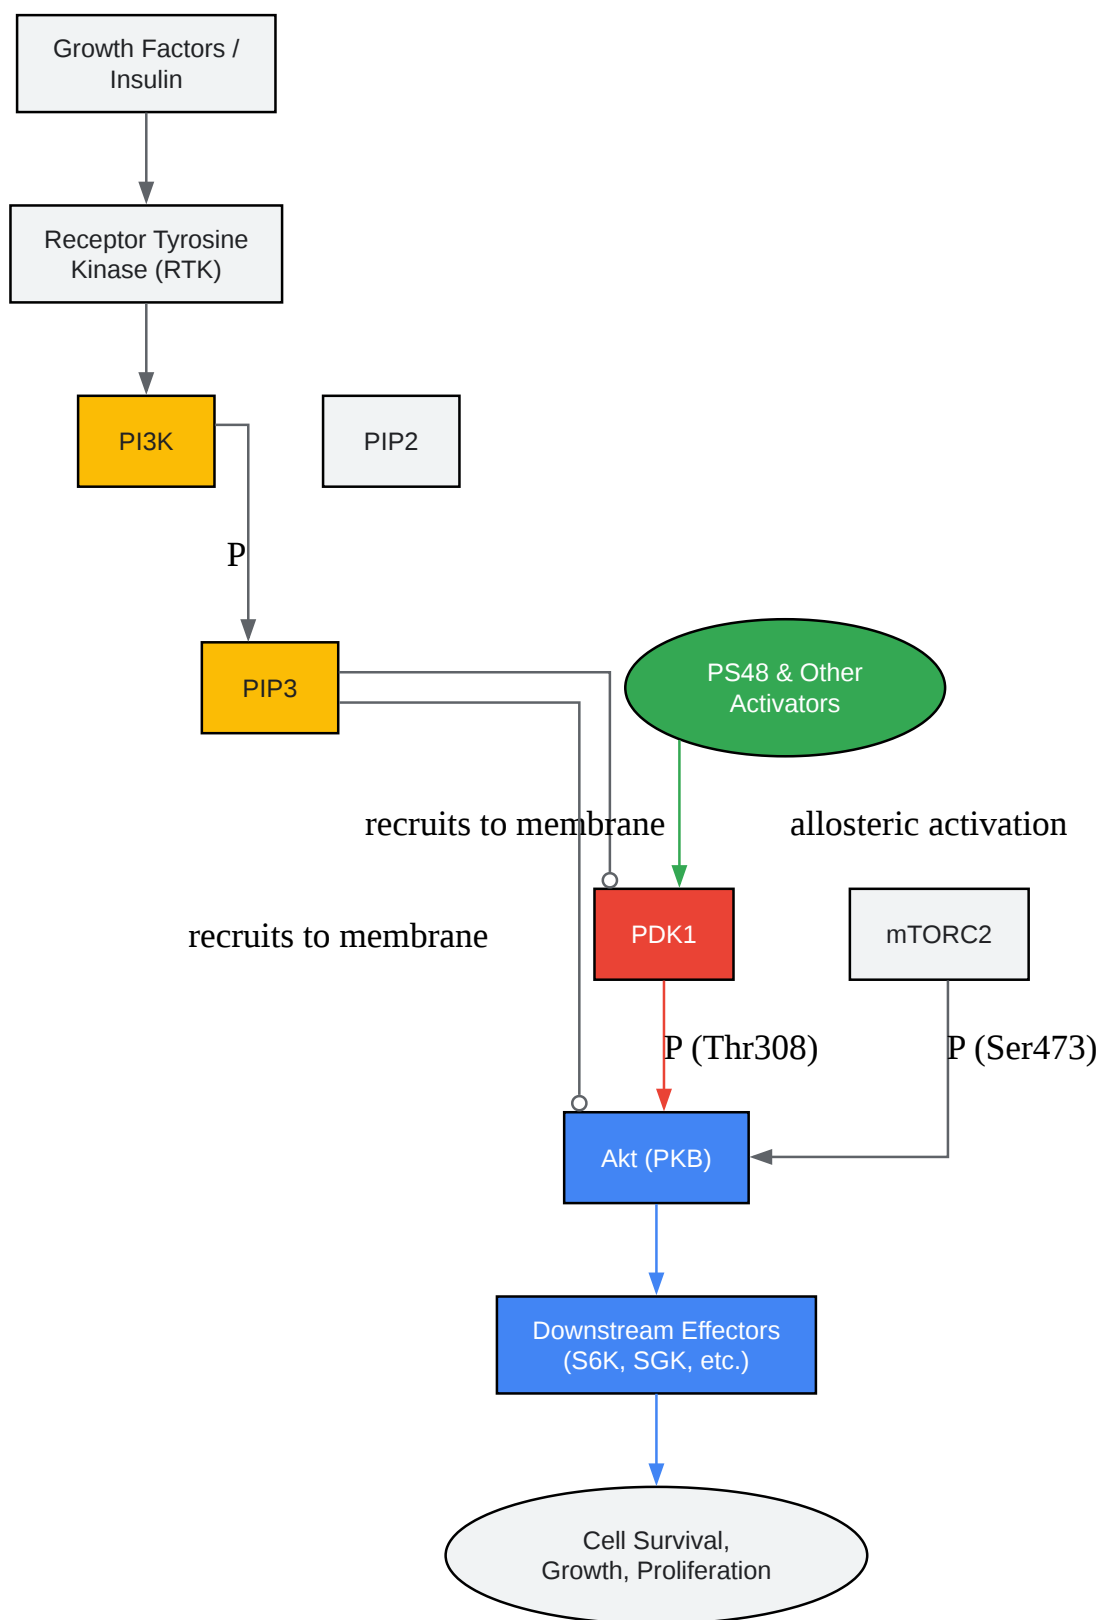 Growth Factors /
Insulin
Receptor Tyrosine
Kinase (RTK)
PI3K
PIP2
P
PIP3
PS48 & Other
Activators
recruits to membrane
allosteric activation
recruits to membrane
PDK1
mTORC2
P (Thr308)
P (Ser473)
Akt (PKB)
Downstream Effectors
(S6K, SGK, etc.)
Cell Survival,
Growth, Proliferation